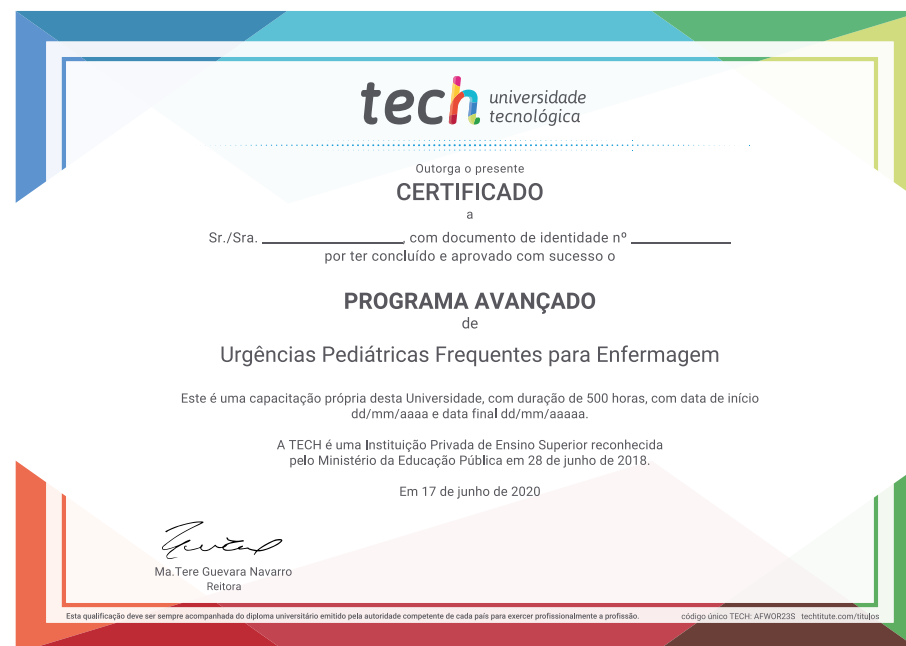 tech universidade
tecnológica
Outorga o presente
CERTIFICADO
a
Sr./Sra. ____________, com documento de identidade nº ____________
por ter concluído e aprovado com sucesso o
PROGRAMA AVANÇADO
de
Urgências Pediátricas Frequentes para Enfermagem
Este é uma capacitação própria desta Universidade, com duração de 500 horas, com data de início
dd/mm/aaaa e data final dd/mm/aaaaa.
A TECH é uma Instituição Privada de Ensino Superior reconhecida
pelo Ministério da Educação Pública em 28 de junho de 2018.
Em 17 de junho de 2020
Ma.Tere Guevara Navarro
Reitora
Esta qualificação deve ser sempre acompanhada do diploma universitário emitido pela autoridade competente de cada país para exercer profissionalmente a profissão. código único TECH: AFWOR23S techtitute.com/titulos